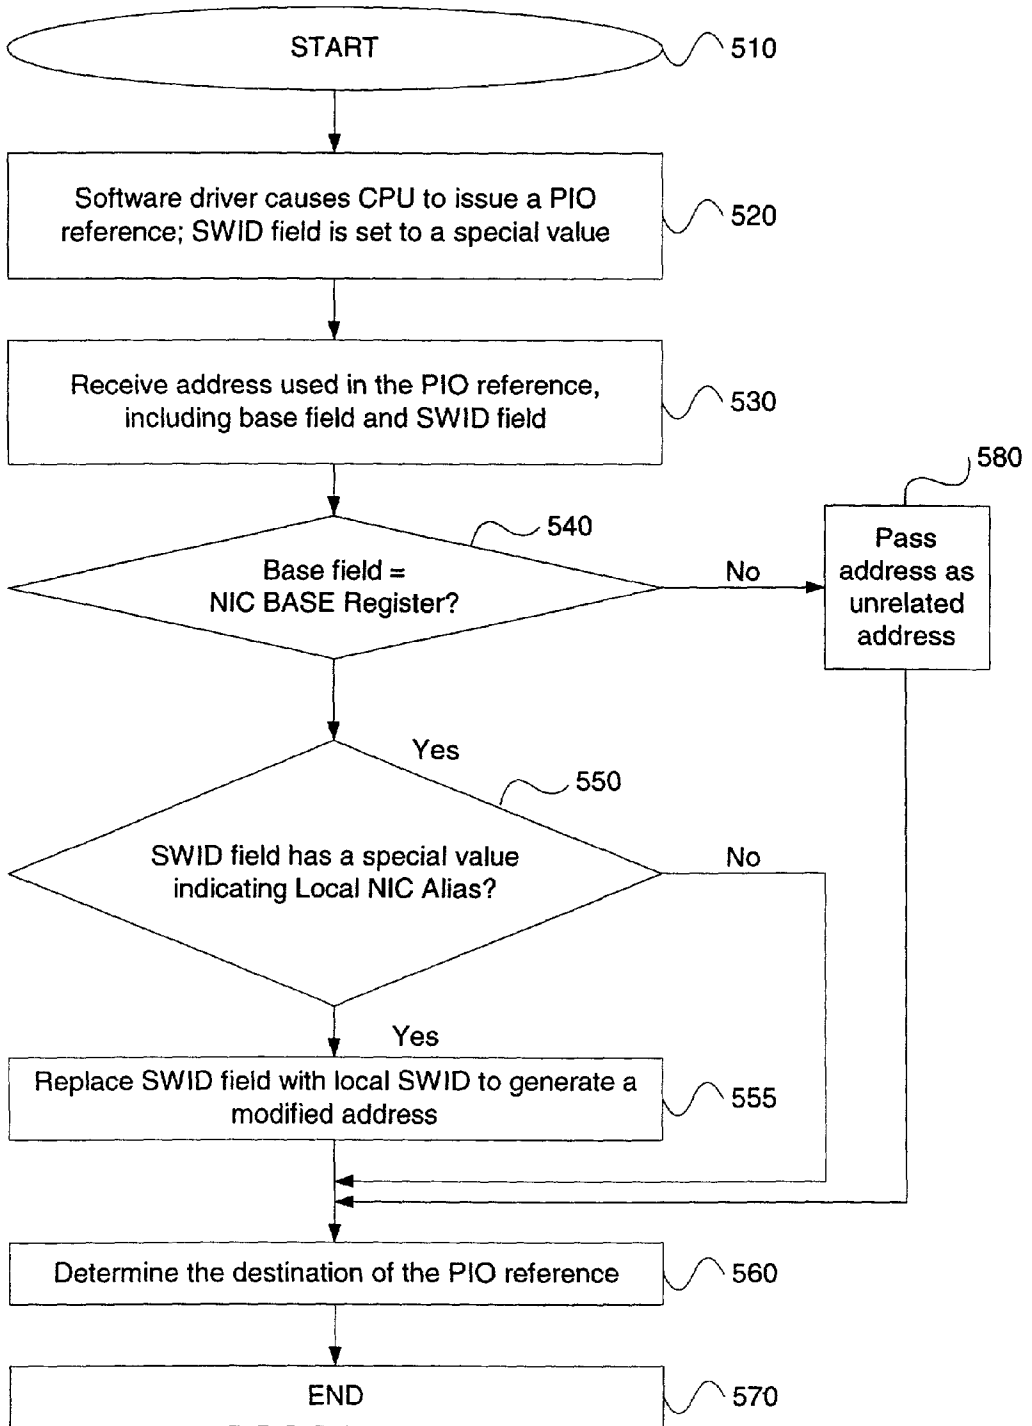 START
510
Software driver causes CPU to issue a PIO
reference; SWID field is set to a special value
520
Receive address used in the PIO reference,
including base field and SWID field
530
540
Base field =
NIC BASE Register?
No
580
Pass
address as
unrelated
address
Yes
550
SWID field has a special value
indicating Local NIC Alias?
No
Yes
Replace SWID field with local SWID to generate a
modified address
555
Determine the destination of the PIO reference
560
END
570